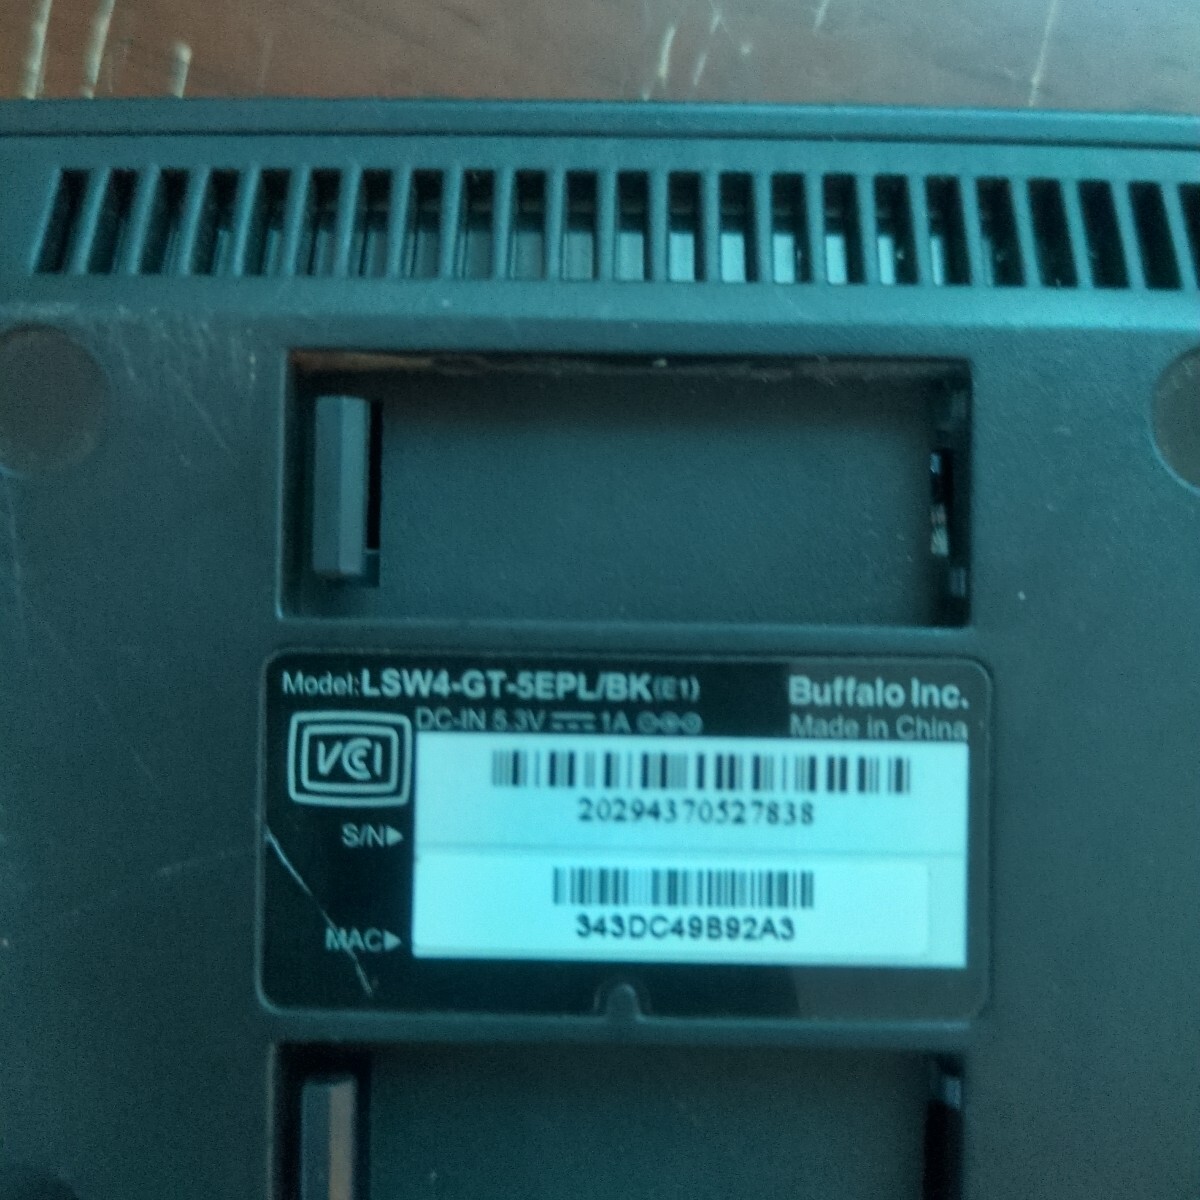 Model:LSW4-GT-5EPL/BK(E1)
Buffalo Inc.
DC-IN 5.3V 1A
Made in China
VCCI
20294370527838
S/N▶
343DC49B92A3
MAC▶